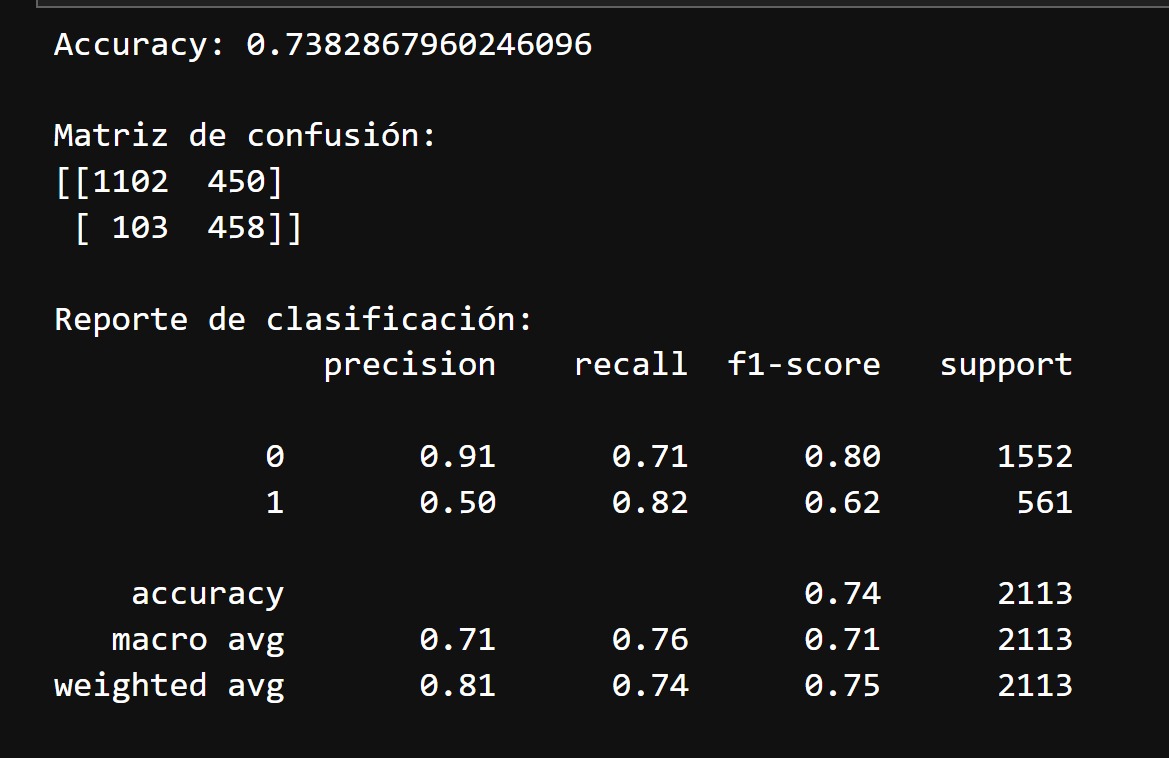 Accuracy: 0.7382867960246096
Matriz de confusión:
[[1102  450]
 [ 103  458]]
Reporte de clasificación:
              precision    recall  f1-score   support
           0       0.91      0.71      0.80      1552
           1       0.50      0.82      0.62       561
    accuracy                           0.74      2113
   macro avg       0.71      0.76      0.71      2113
weighted avg       0.81      0.74      0.75      2113